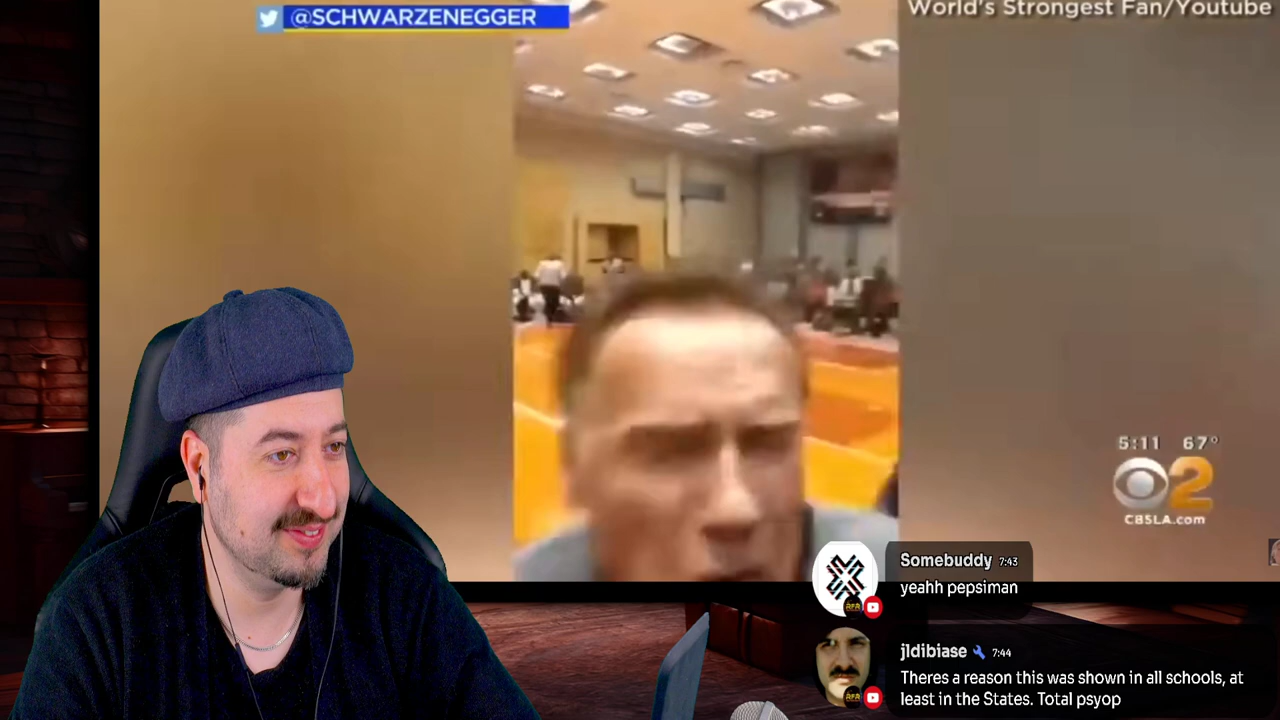 @SCHWARZENEGGER
World's Strongest Fan/Youtube
5:11 67°
2
CBSLA.com
Somebuddy 7:43
yeahh pepsiman
jldibiase 7:44
Theres a reason this was shown in all schools, at
least in the States. Total psyop